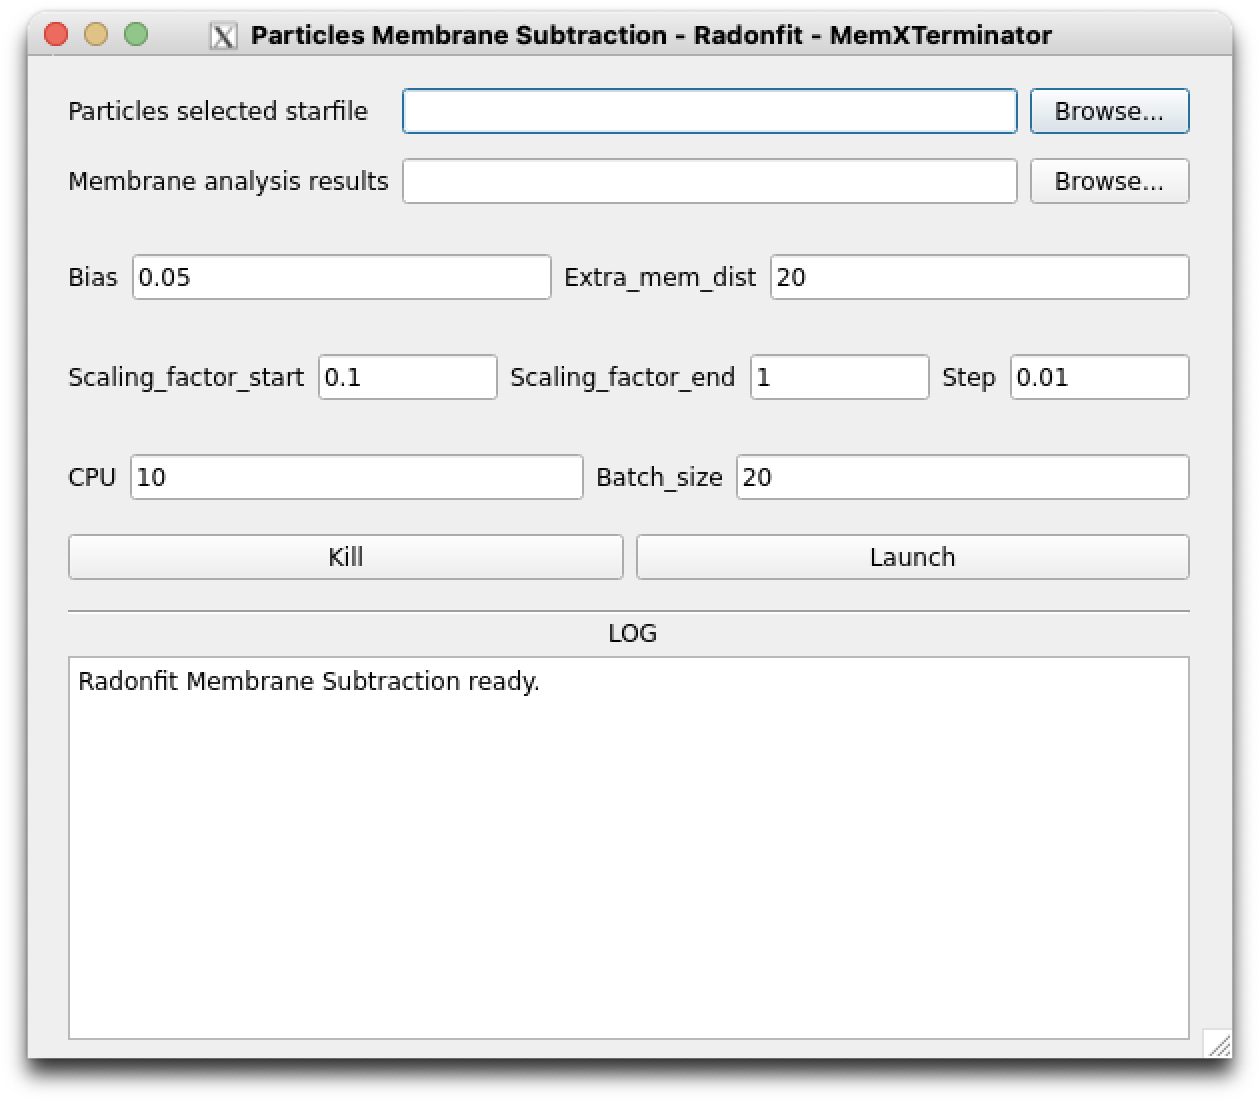 Particles Membrane Subtraction - Radonfit - MemXTerminator
Particles selected starfile Browse...
Membrane analysis results Browse...
Bias 0.05 Extra_mem_dist 20
Scaling_factor_start 0.1 Scaling_factor_end 1 Step 0.01
CPU 10 Batch_size 20
Kill Launch
LOG
Radonfit Membrane Subtraction ready.